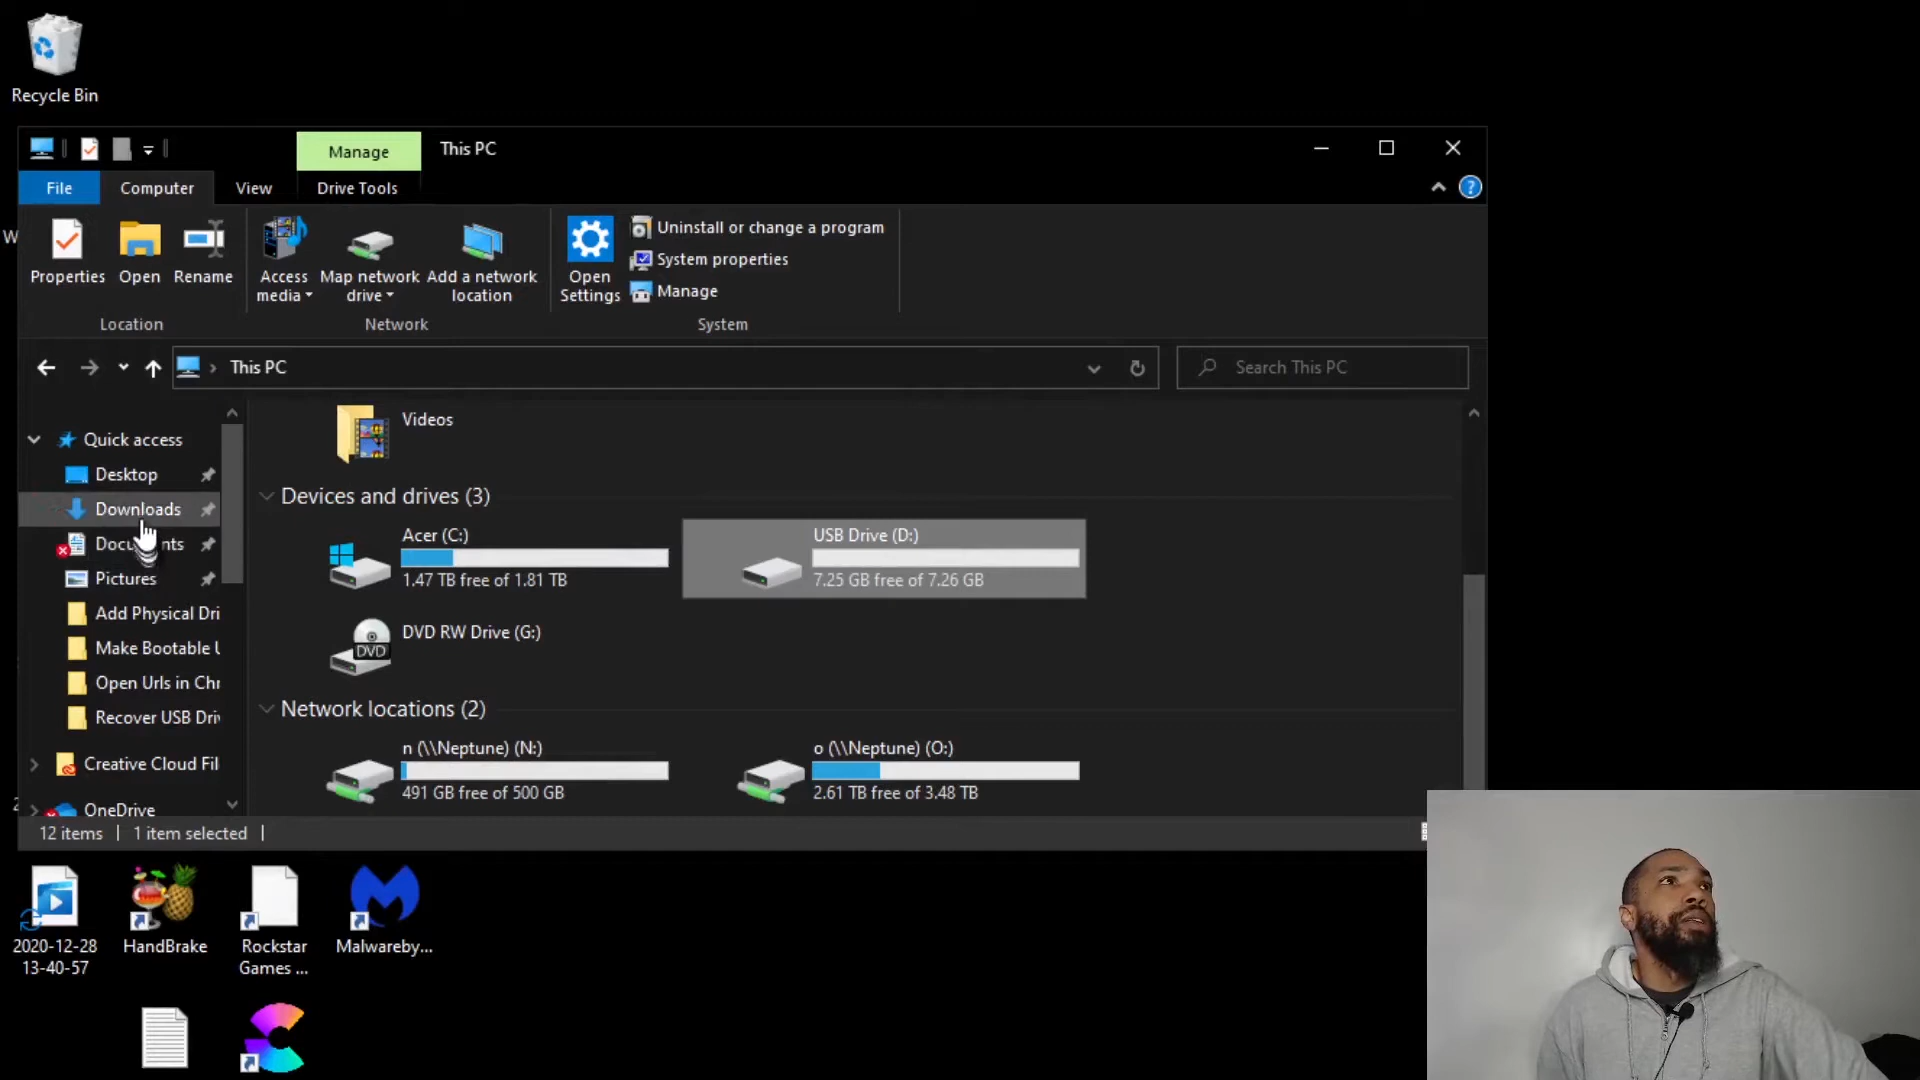 Recycle Bin
Manage
This PC
File
Computer
View
Drive Tools
W
Properties
Open
Rename
Access media
Map network drive
Add a network location
Open Settings
Uninstall or change a program
System properties
Manage
Location
Network
System
This PC
Search This PC
Quick access
Desktop
Downloads
Documents
Pictures
Add Physical Dri
Make Bootable U
Open Urls in Chr
Recover USB Driv
Creative Cloud Fil
OneDrive
Videos
Devices and drives (3)
Acer (C:)
1.47 TB free of 1.81 TB
USB Drive (D:)
7.25 GB free of 7.26 GB
DVD RW Drive (G:)
DVD
Network locations (2)
n (\\Neptune) (N:)
491 GB free of 500 GB
o (\\Neptune) (O:)
2.61 TB free of 3.48 TB
12 items
1 item selected
2020-12-28
13-40-57
HandBrake
Rockstar
Games ...
Malwareby...